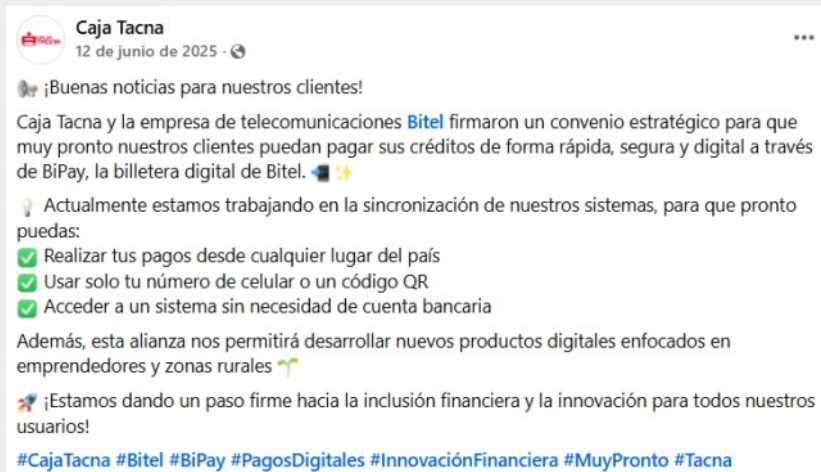 Caja Tacna
12 de junio de 2025 ·
¡Buenas noticias para nuestros clientes!
Caja Tacna y la empresa de telecomunicaciones Bitel firmaron un convenio estratégico para que
muy pronto nuestros clientes puedan pagar sus créditos de forma rápida, segura y digital a través
de BiPay, la billetera digital de Bitel. 📲✨
💡 Actualmente estamos trabajando en la sincronización de nuestros sistemas, para que pronto
puedas:
✅ Realizar tus pagos desde cualquier lugar del país
✅ Usar solo tu número de celular o un código QR
✅ Acceder a un sistema sin necesidad de cuenta bancaria
Además, esta alianza nos permitirá desarrollar nuevos productos digitales enfocados en
emprendedores y zonas rurales 🌱
🚀 ¡Estamos dando un paso firme hacia la inclusión financiera y la innovación para todos nuestros
usuarios!
#CajaTacna #Bitel #BiPay #PagosDigitales #InnovaciónFinanciera #MuyPronto #Tacna